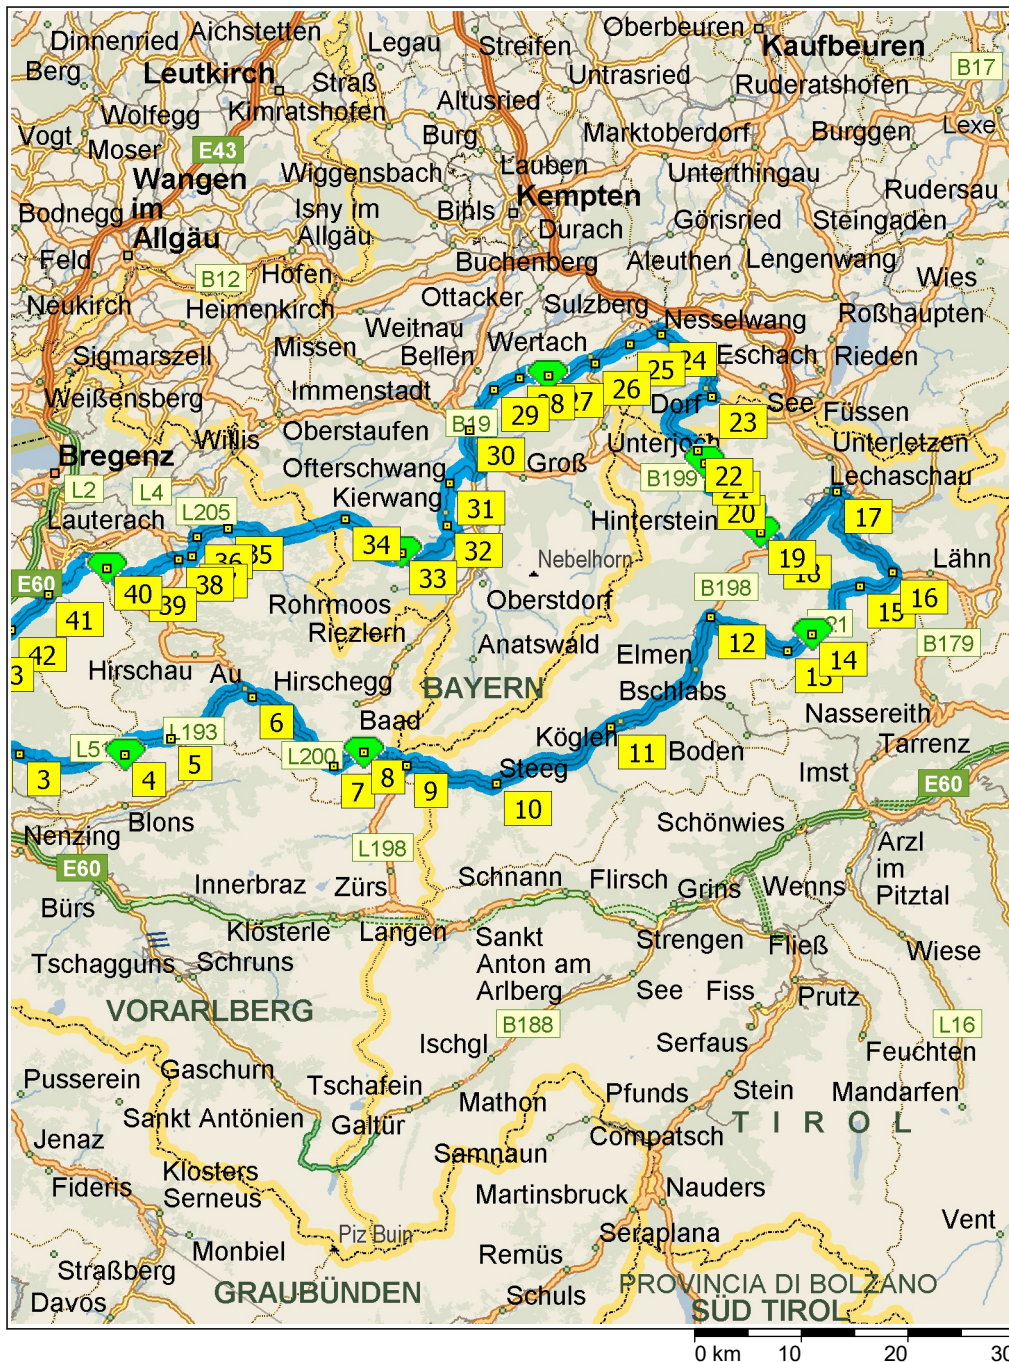 Dinnenried
Aichstetten
Legau
Streifen
Oberbeuren
Kaufbeuren
Berg
Leutkirch
Straß
Untrasried
Ruderatshofen
B17
Wolfegg
Kimratshofen
Altusried
Vogt
Moser
E43
Burg
Marktoberdorf
Burggen
Lexe
Wangen
im
Allgäu
Wiggensbach
Lauben
Unterthingau
Rudersau
Kempten
Bodnegg
Isny im
Allgäu
Bihls
Durach
Görisried
Steingaden
Feld
B12
Hofen
Buchenberg
Aleuthen
Lengenwang
Wies
Neukirch
Heimenkirch
Ottacker
Sulzberg
Roßhaupten
Weitnau
Nesselwang
Sigmarszell
Missen
Bellen
Wertach
Eschach
Rieden
24
25
26
27
28
29
Weißensberg
Immenstadt
Dorf
See
Füssen
23
Willis
Oberstaufen
B19
30
Unterjoch
Unterletzen
Bregenz
Ofterschwang
Groß
B199
22
21
20
Lechaschau
L2
L4
Kierwang
31
17
Lauterach
L205
Hinterstein
19
18
34
32
33
35
36
38
39
40
41
42
3
E60
Nebelhorn
Lähn
16
15
Rohrmoos
Oberstdorf
B198
Riezlern
Anatswald
12
21
14
13
B179
Hirschau
Au
Hirschegg
Elmen
BAYERN
Bschlabs
6
Baad
Nassereith
L193
L51
5
4
3
Köglen
11
Boden
Tarrenz
L200
7
8
9
Steeg
10
Imst
E60
Blons
Schönwies
Nenzing
L198
Arzl
im
Pitztal
E60
Innerbraz
Zürs
Schnann
Flirsch
Grins
Wenns
Bürs
Klösterle
Langen
Sankt
Anton am
Arlberg
Strengen
Fließ
Wiese
Tschagguns
Schruns
See
Fiss
Prutz
VORARLBERG
B188
L16
Ischgl
Serfaus
Feuchten
Pusserein
Gaschurn
Tschafein
Mathon
Pfunds
Stein
Mandarfen
Sankt Antönien
Galtür
TIROL
Jenaz
Samnaun
Compatsch
Fideris
Klosters
Serneus
Martinsbruck
Nauders
Monbiel
Piz Buin
Seraplana
Vent
Straßberg
Remüs
Davos
GRAUBÜNDEN
Schuls
PROVINCIA DI BOLZANO
SÜD TIROL
0 km 10 20 30